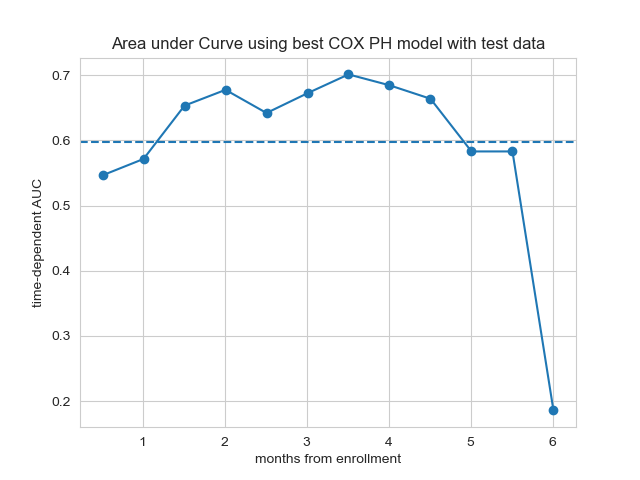 Area under Curve using best COX PH model with test data
0.7
0.6
0.5
0.4
0.3
0.2
time-dependent AUC
1 2 3 4 5 6
months from enrollment